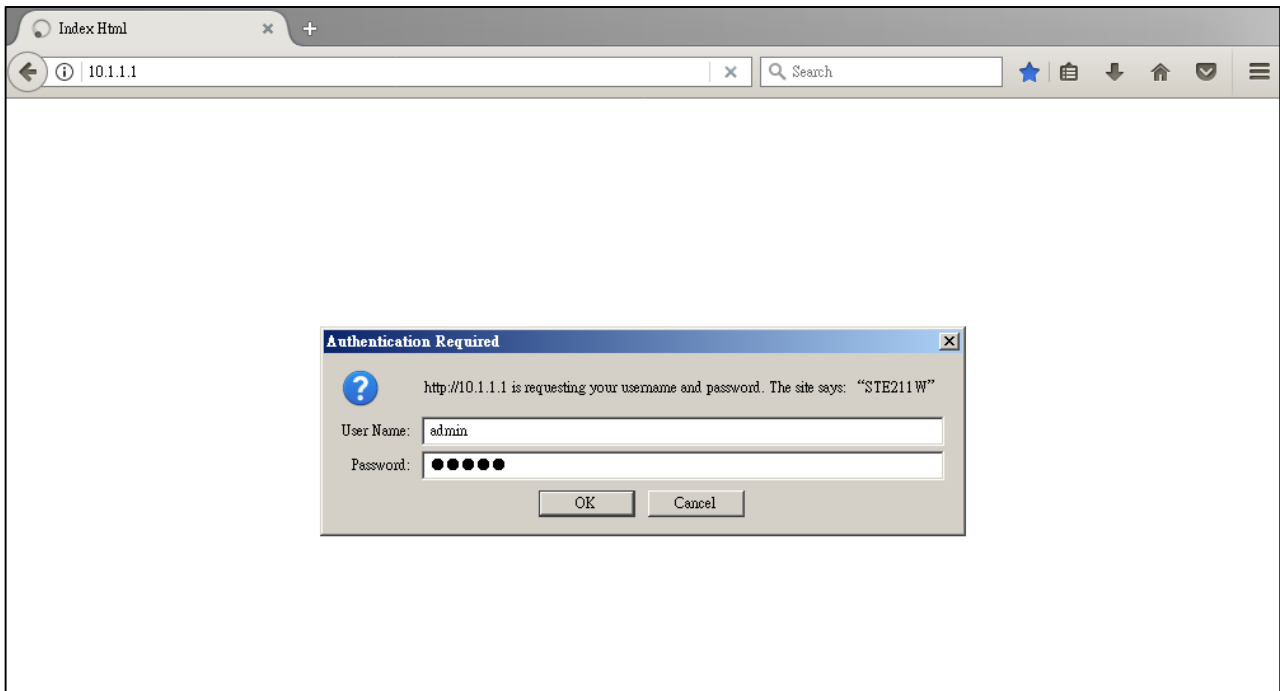 Index Html
10.1.1.1
Search
Authentication Required
http://10.1.1.1 is requesting your username and password. The site says: “STE211W”
User Name: admin
Password: ●●●●●
OK Cancel